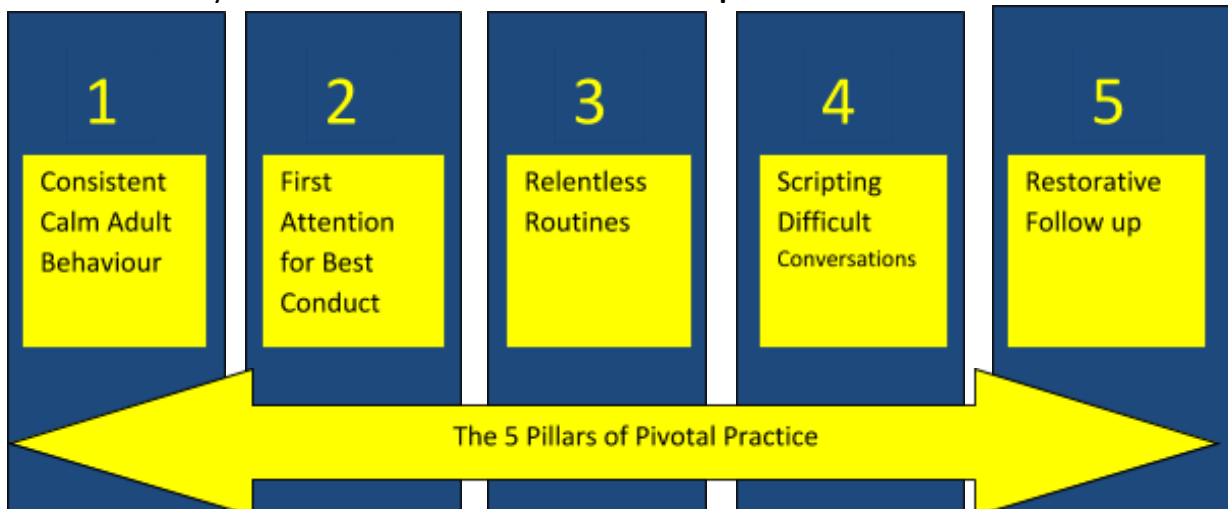 1
Consistent
Calm Adult
Behaviour
2
First
Attention
for Best
Conduct
3
Relentless
Routines
4
Scripting
Difficult
Conversations
5
Restorative
Follow up
The 5 Pillars of Pivotal Practice